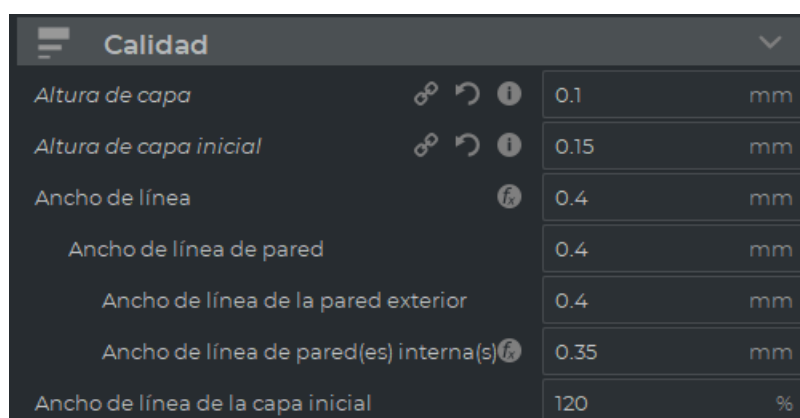 Calidad
Altura de capa 0.1 mm
Altura de capa inicial 0.15 mm
Ancho de línea 0.4 mm
Ancho de línea de pared 0.4 mm
Ancho de línea de la pared exterior 0.4 mm
Ancho de línea de pared(es) interna(s) 0.35 mm
Ancho de línea de la capa inicial 120 %